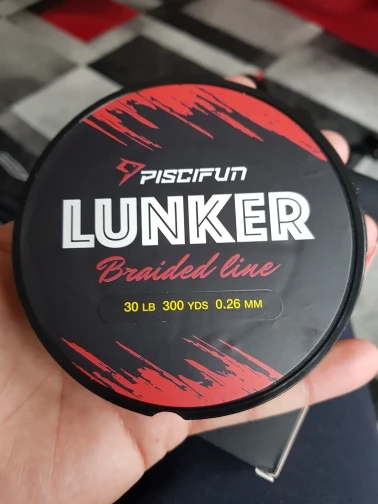 PISCIFUN
LUNKER
Braided line
30 LB 300 YDS 0.26 MM